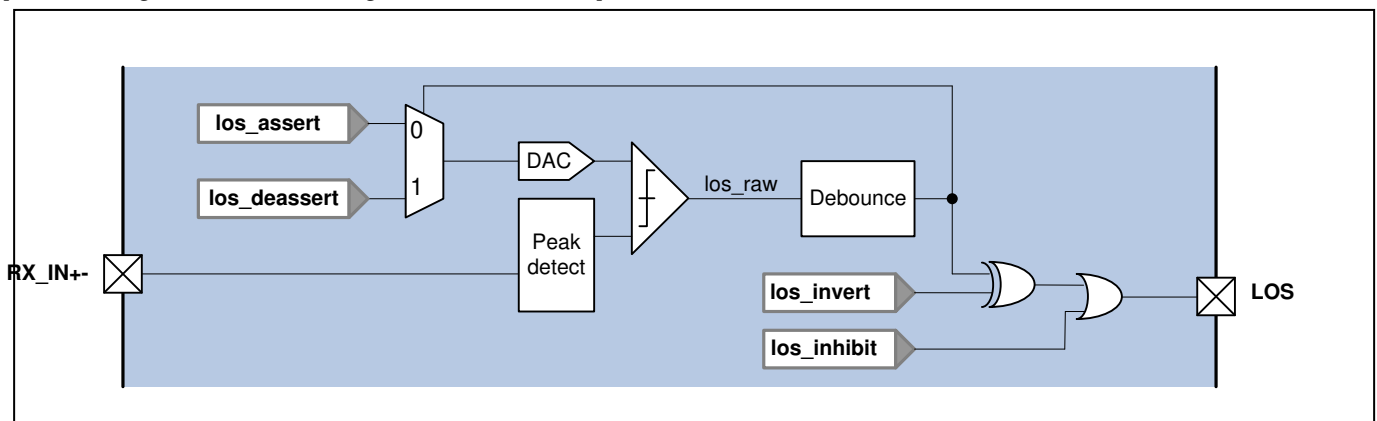 los_assert
0
DAC
los_deassert
1
los_raw
Debounce
Peak
detect
RX_IN+-
los_invert
LOS
los_inhibit